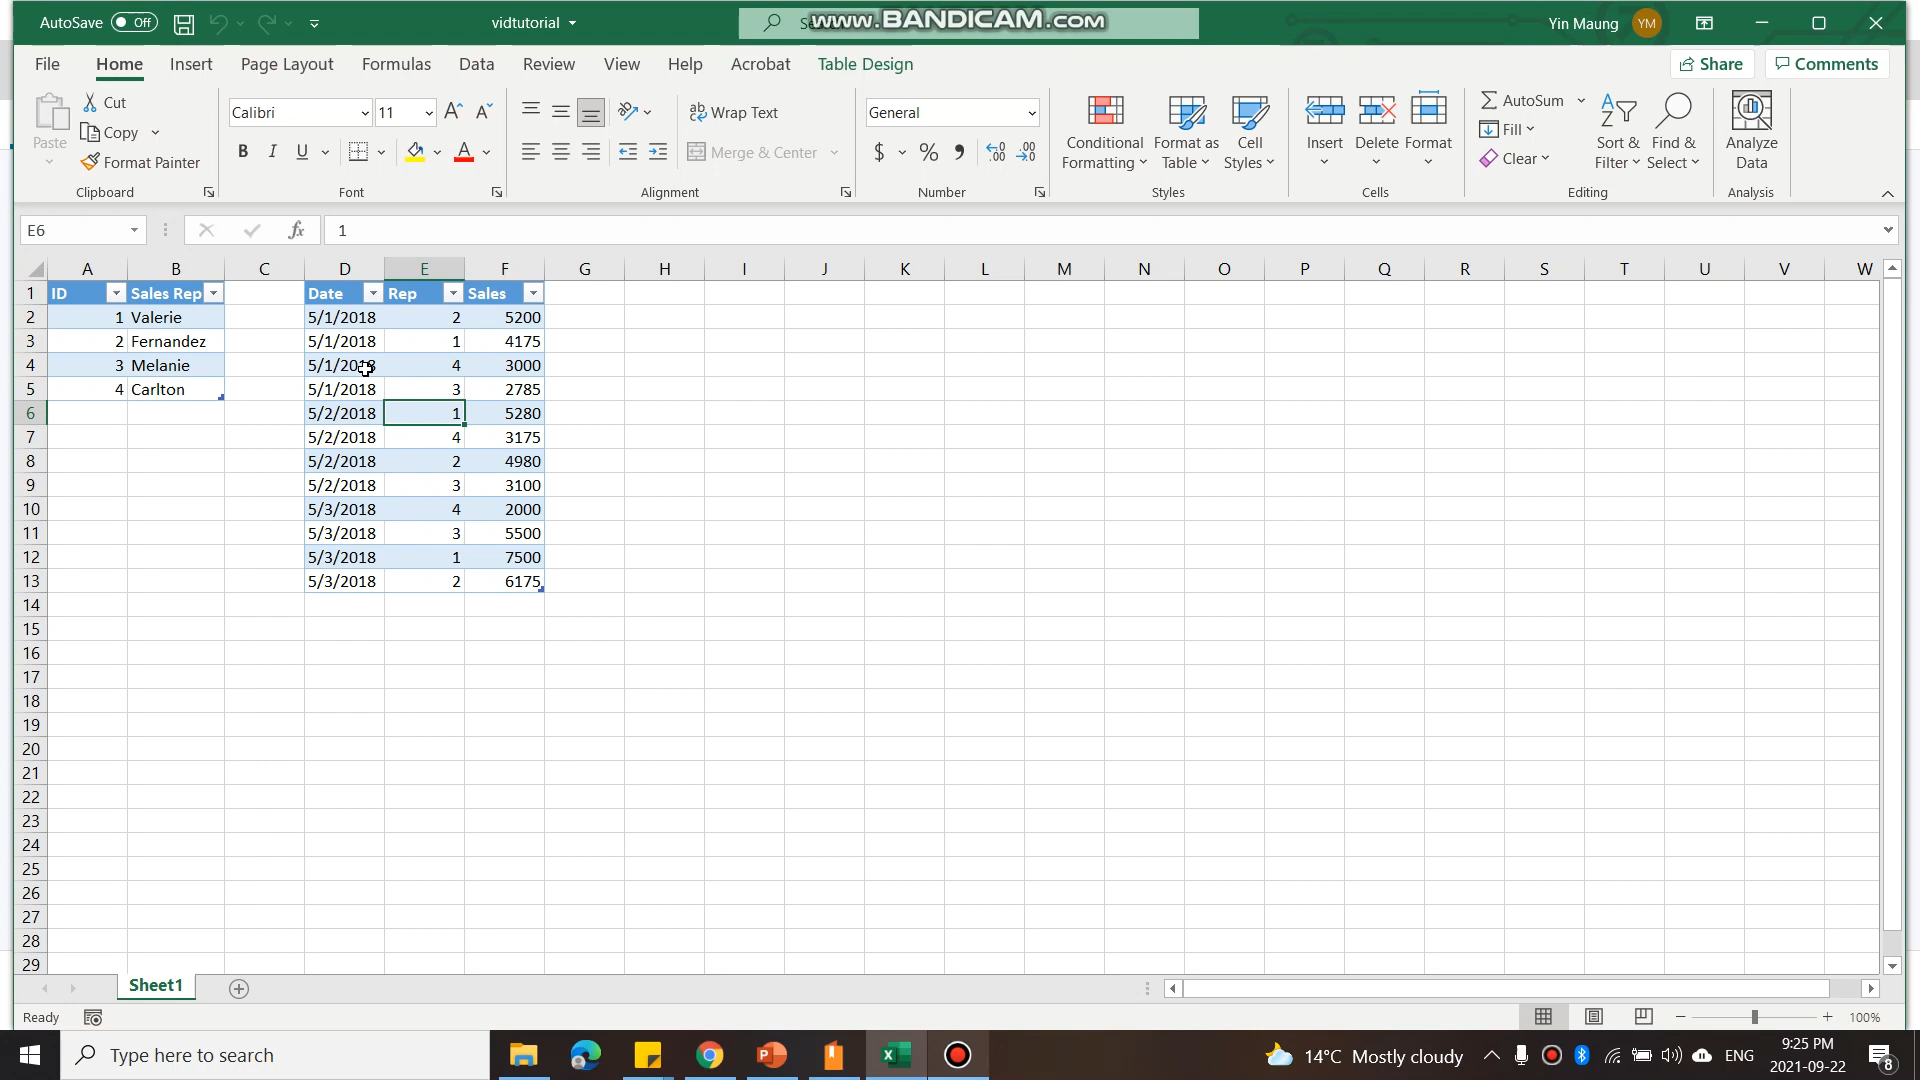 AutoSave Off vidtutorial www.BANDICAM.com Yin Maung YM
File Home Insert Page Layout Formulas Data Review View Help Acrobat Table Design Share Comments
Paste Cut Copy Format Painter Clipboard
Calibri 11 A A B I U A Font
Wrap Text Merge & Center Alignment
General $ % , Number
Conditional Formatting Format as Table Cell Styles Styles
Insert Delete Format Cells
AutoSum Fill Clear Sort & Filter Find & Select Editing
Analyze Data Analysis
E6 fx 1
A B C D E F G H I J K L M N O P Q R S T U V W
1 ID Sales Rep Date Rep Sales
2 1 Valerie 5/1/2018 2 5200
3 2 Fernandez 5/1/2018 1 4175
4 3 Melanie 5/1/2018 4 3000
5 4 Carlton 5/1/2018 3 2785
6 5/2/2018 1 5280
7 5/2/2018 4 3175
8 5/2/2018 2 4980
9 5/2/2018 3 3100
10 5/3/2018 4 2000
11 5/3/2018 3 5500
12 5/3/2018 1 7500
13 5/3/2018 2 6175
14
15
16
17
18
19
20
21
22
23
24
25
26
27
28
29
Sheet1
Ready 100%
Type here to search 14°C Mostly cloudy ENG 9:25 PM
2021-09-22 8